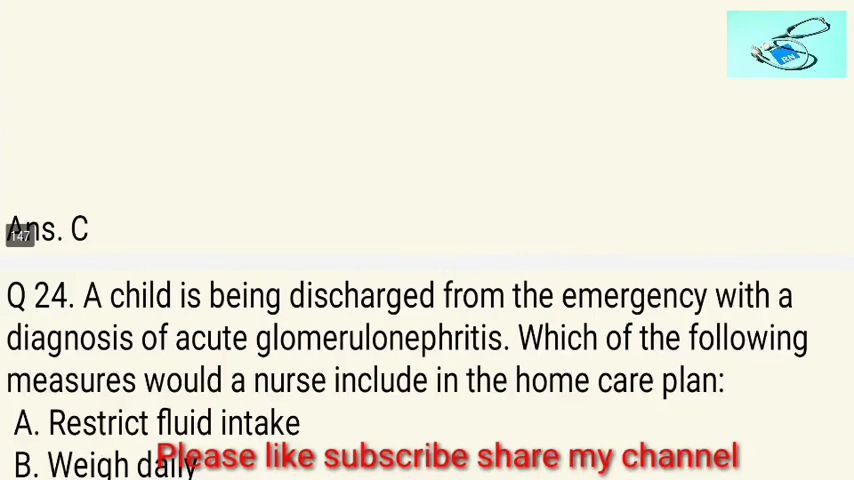 RN
Ans. C
147
Q 24. A child is being discharged from the emergency with a
diagnosis of acute glomerulonephritis. Which of the following
measures would a nurse include in the home care plan:
A. Restrict fluid intake
B. Weigh daily
Please like subscribe share my channel